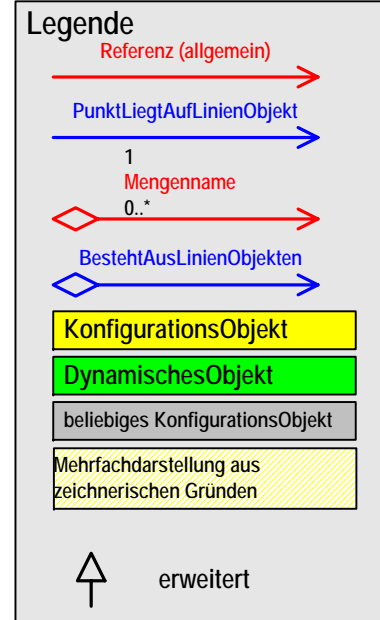 Legende
Referenz (allgemein)
PunktLiegtAufLinienObjekt
1
Mengenname
0..*
BestehtAusLinienObjekten
KonfigurationsObjekt
DynamischesObjekt
beliebiges KonfigurationsObjekt
Mehrfachdarstellung aus
zeichnerischen Gründen
erweitert